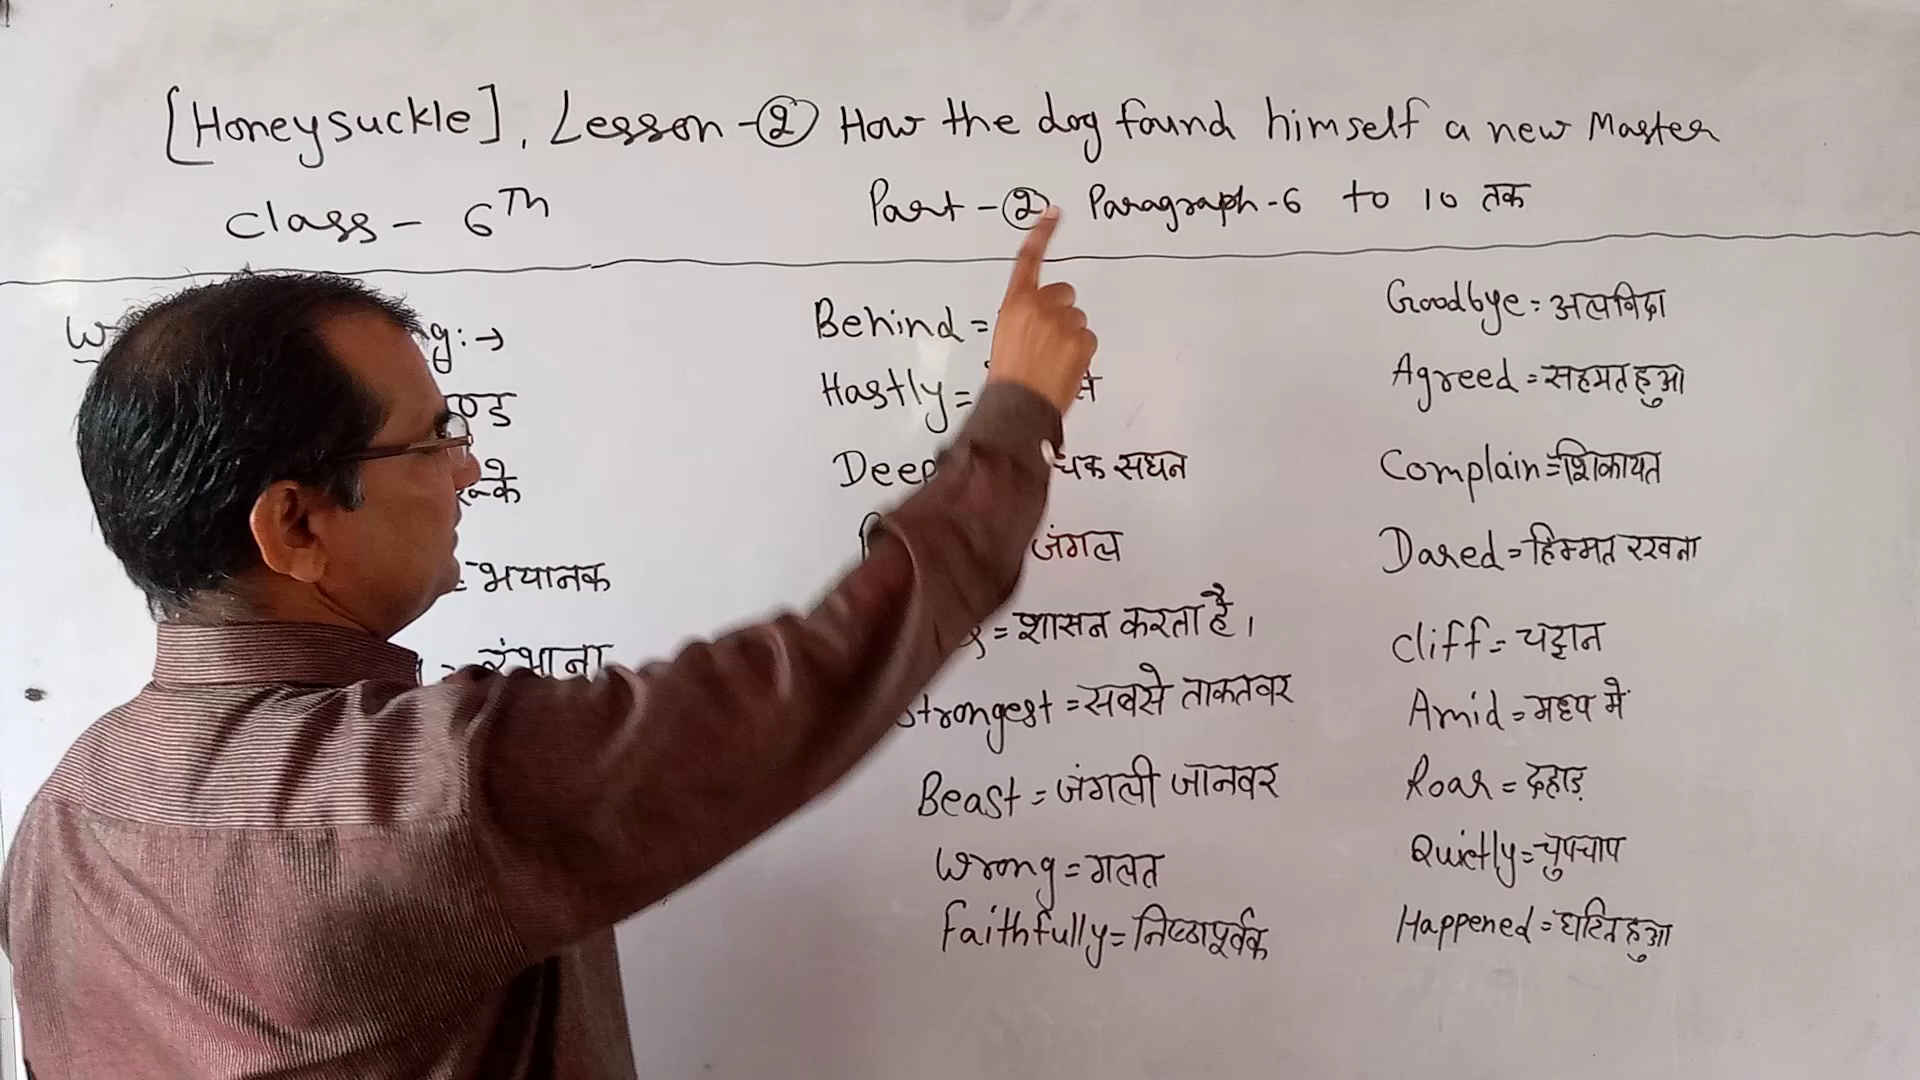 [Honeysuckle], Lesson-② How the dog found himself a new Master
Class - 6Th
Part-② Paragraph-6 to 10 तक
भयानक
= रंभाना
Behind =
Hastly =
Deep
सघन
जंगल
= शासन करता है।
Strongest = सबसे ताकतवर
Beast = जंगली जानवर
Wrong = गलत
Faithfully = निष्ठापूर्वक
Goodbye = अलविदा
Agreed = सहमत हुआ
Complain = शिकायत
Dared = हिम्मत रखना
Cliff = चट्टान
Amid = मध्य में
Roar = दहाड़
Quietly = चुपचाप
Happened = घटित हुआ